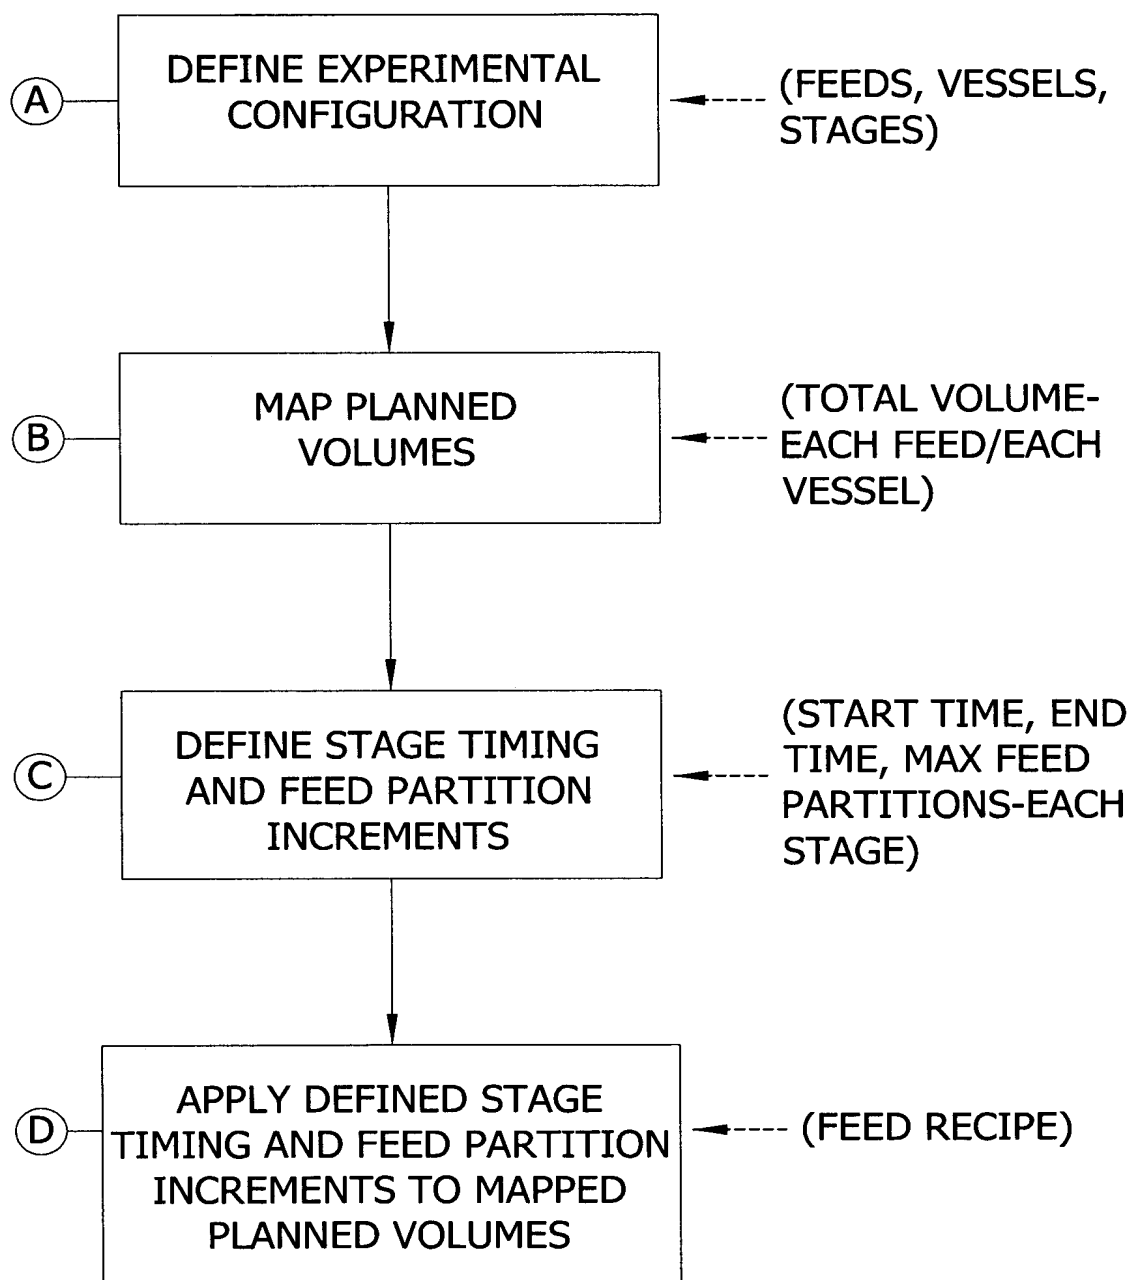 A
DEFINE EXPERIMENTAL
CONFIGURATION
(FEEDS, VESSELS,
STAGES)
B
MAP PLANNED
VOLUMES
(TOTAL VOLUME-
EACH FEED/EACH
VESSEL)
C
DEFINE STAGE TIMING
AND FEED PARTITION
INCREMENTS
(START TIME, END
TIME, MAX FEED
PARTITIONS-EACH
STAGE)
D
APPLY DEFINED STAGE
TIMING AND FEED PARTITION
INCREMENTS TO MAPPED
PLANNED VOLUMES
(FEED RECIPE)